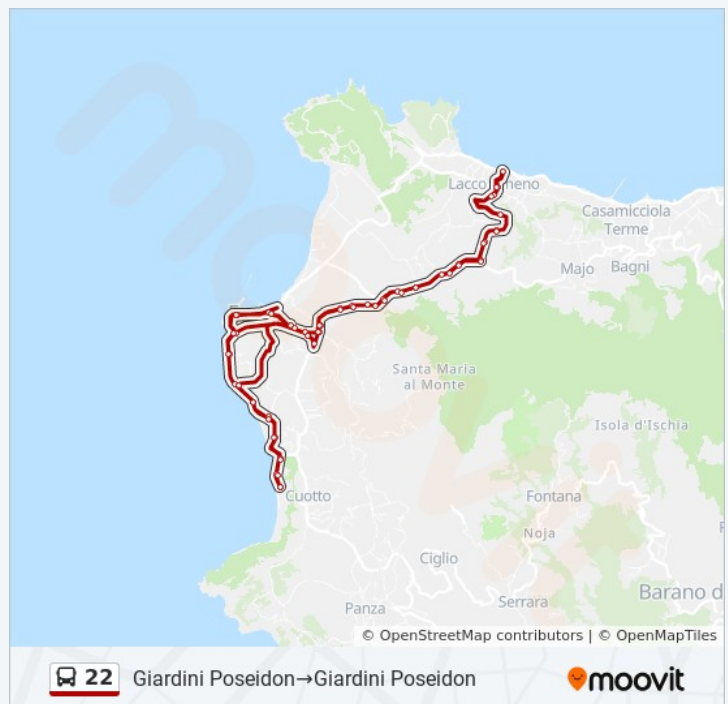 Lacco Ameno
Casamicciola
Terme
Majo
Bagni
Santa Maria
al Monte
Isola d'Ischia
Cuotto
Fontana
Noja
Ciglio
Serrara
Barano d
Panza
© OpenStreetMap contributors | © OpenMapTiles
22 Giardini Poseidon→Giardini Poseidon
moovit